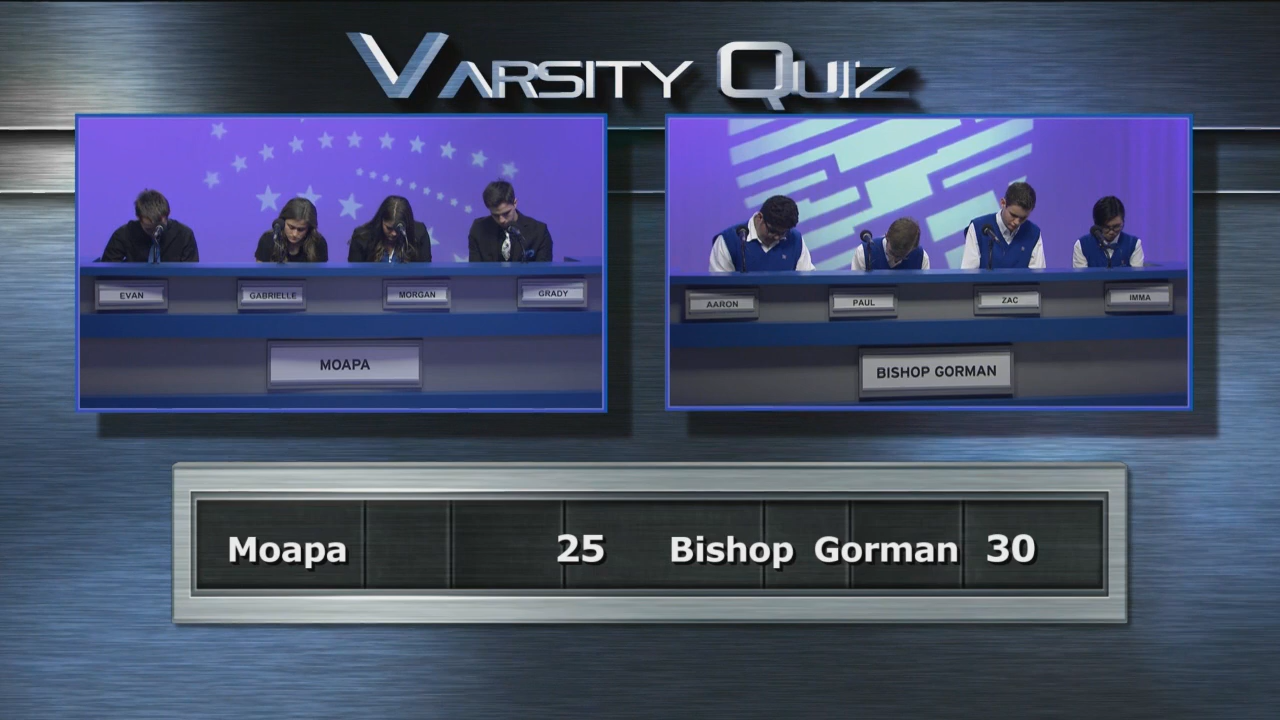 VARSITY QUIZ
EVAN
GABRIELLE
MORGAN
GRADY
MOAPA
AARON
PAUL
ZAC
IMMA
BISHOP GORMAN
Moapa 25 Bishop Gorman 30